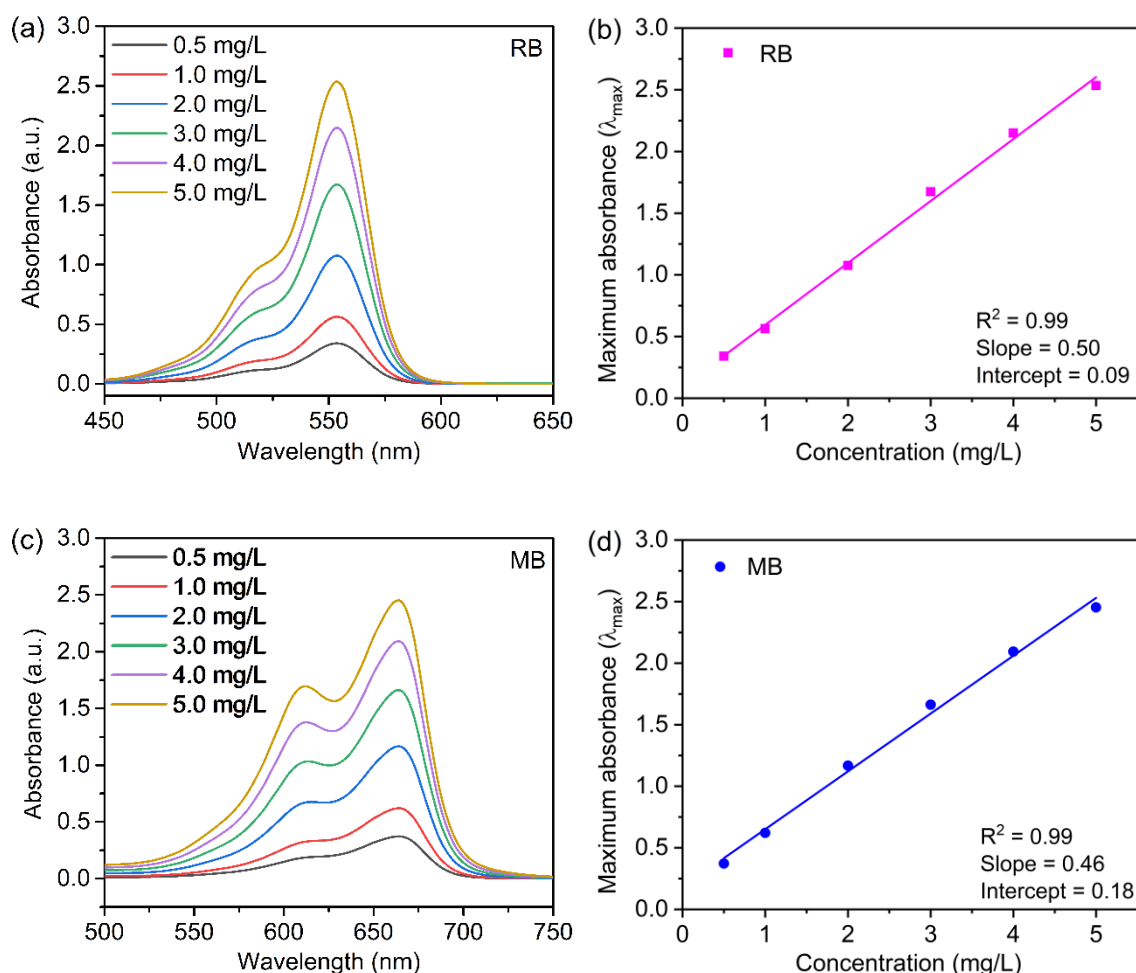 (a)
RB
0.5 mg/L
1.0 mg/L
2.0 mg/L
3.0 mg/L
4.0 mg/L
5.0 mg/L
Absorbance (a.u.)
3.0
2.5
2.0
1.5
1.0
0.5
0.0
450 500 550 600 650
Wavelength (nm)
(b)
RB
Maximum absorbance (λmax)
3.0
2.5
2.0
1.5
1.0
0.5
0.0
R² = 0.99
Slope = 0.50
Intercept = 0.09
0 1 2 3 4 5
Concentration (mg/L)
(c)
MB
0.5 mg/L
1.0 mg/L
2.0 mg/L
3.0 mg/L
4.0 mg/L
5.0 mg/L
Absorbance (a.u.)
3.0
2.5
2.0
1.5
1.0
0.5
0.0
500 550 600 650 700 750
Wavelength (nm)
(d)
MB
Maximum absorbance (λmax)
3.0
2.5
2.0
1.5
1.0
0.5
0.0
R² = 0.99
Slope = 0.46
Intercept = 0.18
0 1 2 3 4 5
Concentration (mg/L)